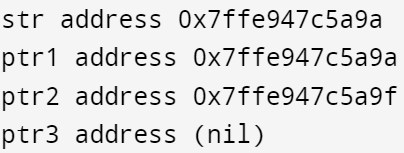 str address 0x7ffe947c5a9a
ptr1 address 0x7ffe947c5a9a
ptr2 address 0x7ffe947c5a9f
ptr3 address (nil)